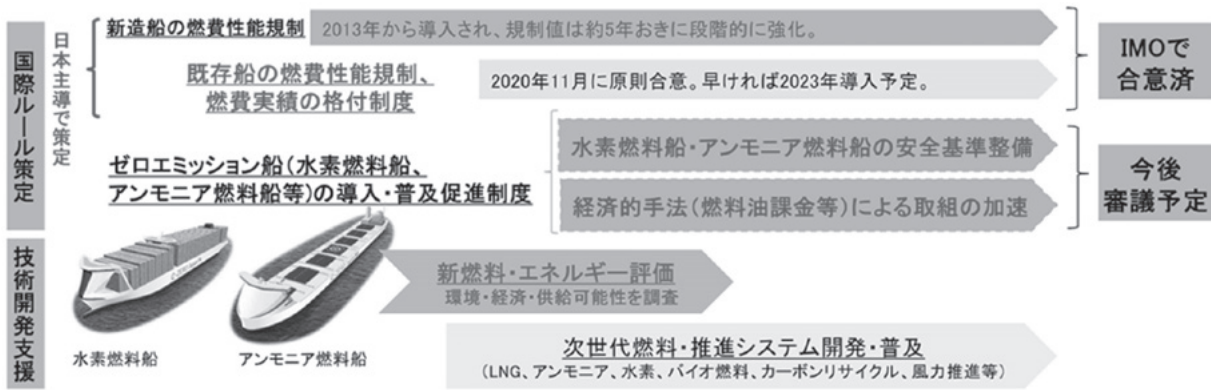 国際ルール策定
日本主導で策定
新造船の燃費性能規制
2013年から導入され、規制値は約5年おきに段階的に強化。
既存船の燃費性能規制、
燃費実績の格付制度
2020年11月に原則合意。早ければ2023年導入予定。
IMOで
合意済
ゼロエミッション船(水素燃料船、
アンモニア燃料船等)の導入・普及促進制度
水素燃料船・アンモニア燃料船の安全基準整備
経済的手法(燃料油課金等)による取組の加速
今後
審議予定
技術開発支援
水素燃料船
アンモニア燃料船
新燃料・エネルギー評価
環境・経済・供給可能性を調査
次世代燃料・推進システム開発・普及
(LNG、アンモニア、水素、バイオ燃料、カーボンリサイクル、風力推進等)